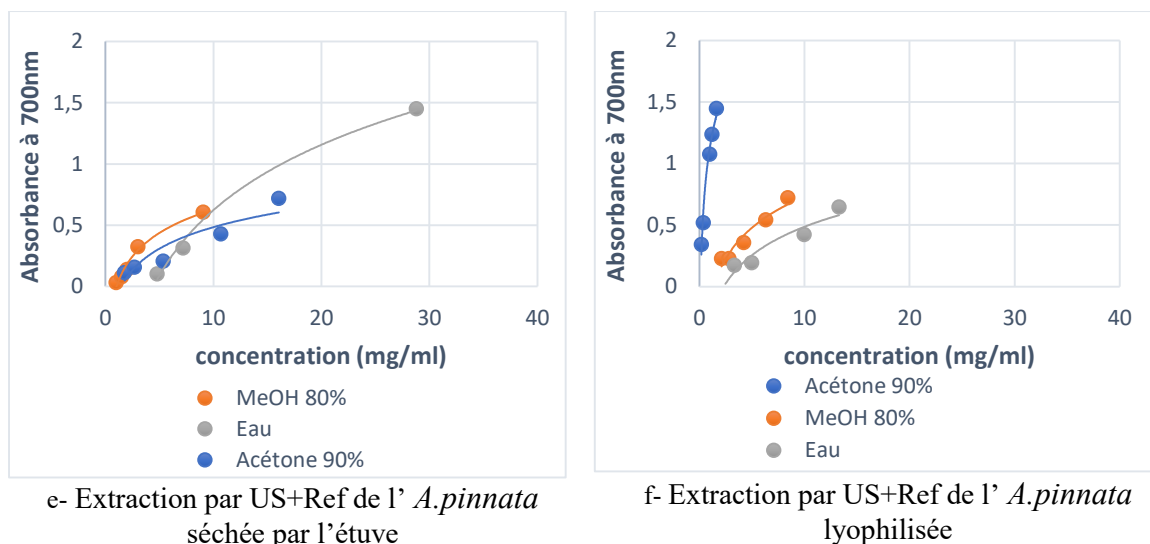 2
1,5
1
0,5
0
Absorbance à 700nm
0 10 20 30 40
concentration (mg/ml)
MeOH 80%
Eau
Acétone 90%
e- Extraction par US+Ref de l’ A.pinnata
séchée par l’étuve
2
1,5
1
0,5
0
Absorbance à 700nm
0 10 20 30 40
concentration (mg/ml)
Acétone 90%
MeOH 80%
Eau
f- Extraction par US+Ref de l’ A.pinnata
lyophilisée